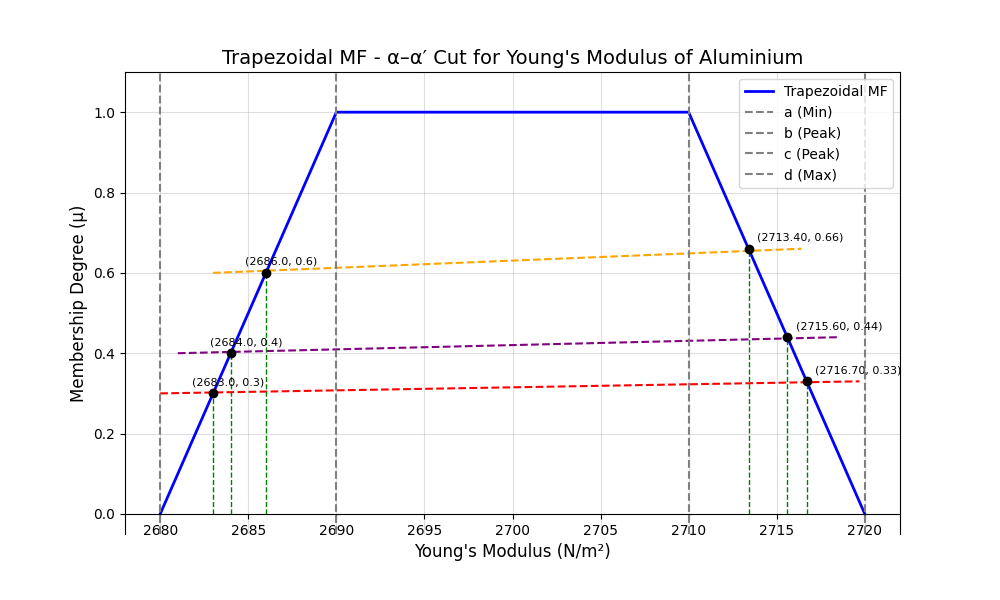 Trapezoidal MF - α–α′ Cut for Young's Modulus of Aluminium
Membership Degree (μ)
1.0
0.8
0.6
0.4
0.2
0.0
Trapezoidal MF
a (Min)
b (Peak)
c (Peak)
d (Max)
(2713.40, 0.66)
(2686.0, 0.6)
(2715.60, 0.44)
(2684.0, 0.4)
(2716.70, 0.33)
(2683.0, 0.3)
2680 2685 2690 2695 2700 2705 2710 2715 2720
Young's Modulus (N/m²)